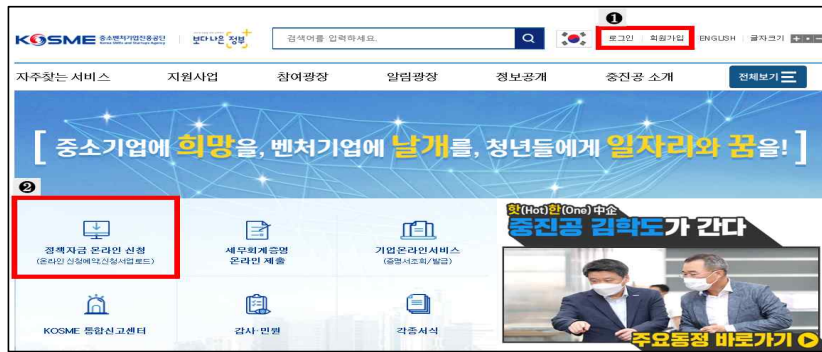 ❶
KOSME 중소벤처기업진흥공단 보다나은정부 검색어를 입력하세요. 로그인 회원가입 ENGLISH 글자크기 + • −
Korea SMEs and Startups Agency
자주찾는 서비스 지원사업 참여광장 알림광장 정보공개 중진공 소개 전체보기
[ 중소기업에 희망을, 벤처기업에 날개를, 청년들에게 일자리와 꿈을! ]
❷
정책자금 온라인 신청
(온라인 신청예약,신청서업로드)
세무회계증명
온라인 제출
기업온라인서비스
(증명서조회/발급)
핫(Hot)한(One) 中企
중진공 김학도가 간다
KOSME 통합신고센터 감사·민원 각종서식
주요동정 바로가기